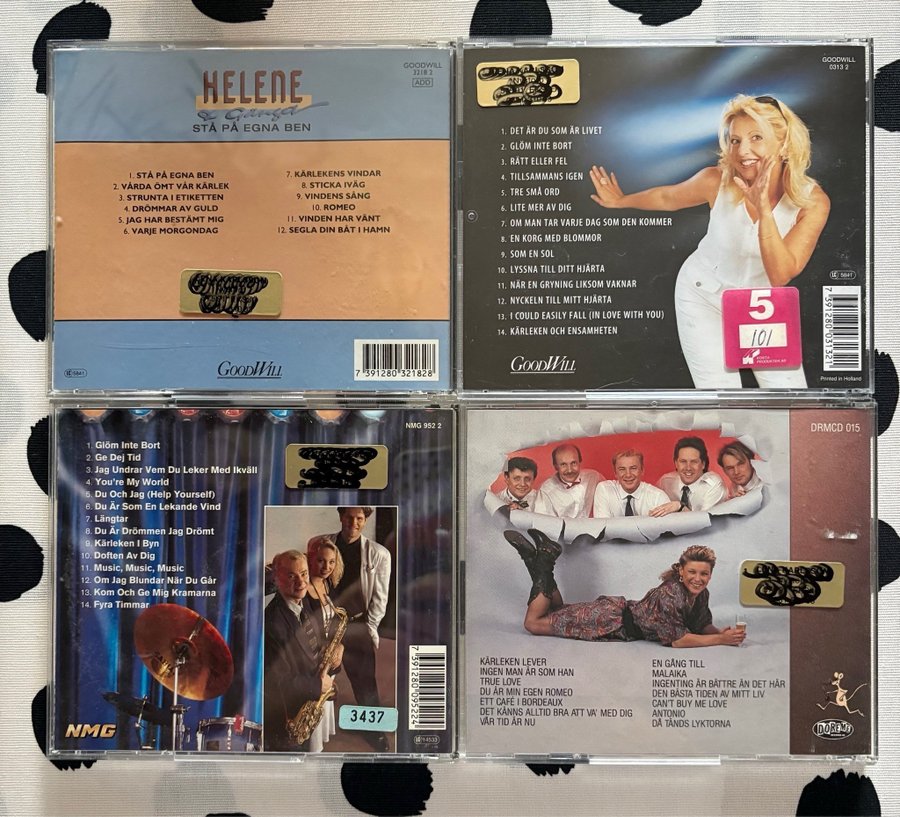 HELENE
& Gänget
STÅ PÅ EGNA BEN
GOODWILL
3218 2
ADD
1. STÅ PÅ EGNA BEN
2. VÅRDA ÖMT VÅR KÄRLEK
3. STRUNTA I ETIKETTEN
4. DRÖMMAR AV GULD
5. JAG HAR BESTÄMT MIG
6. VARJE MORGONDAG
7. KÄRLEKENS VINDAR
8. STICKA IVÄG
9. VINDENS SÅNG
10. ROMEO
11. VINDEN HAR VÄNT
12. SEGLA DIN BÅT I HAMN
GOODWILL
7 391280 321828
GOODWILL
0313 2
1. DET ÄR DU SOM ÄR LIVET
2. GLÖM INTE BORT
3. RÄTT ELLER FEL
4. TILLSAMMANS IGEN
5. TRE SMÅ ORD
6. LITE MER AV DIG
7. OM MAN TAR VARJE DAG SOM DEN KOMMER
8. EN KORG MED BLOMMOR
9. SOM EN SOL
10. LYSSNA TILL DITT HJÄRTA
11. NÄR EN GRYNING LIKSOM VAKNAR
12. NYCKELN TILL MITT HJÄRTA
13. I COULD EASILY FALL (IN LOVE WITH YOU)
14. KÄRLEKEN OCH ENSAMHETEN
GOODWILL
5
101
7 391280 031321
Printed in Holland
NMG 952 2
1. Glöm Inte Bort
2. Ge Dej Tid
3. Jag Undrar Vem Du Leker Med Ikväll
4. You're My World
5. Du Och Jag (Help Yourself)
6. Du Är Som En Lekande Vind
7. Längtar
8. Du Är Drömmen Jag Drömt
9. Kärleken I Byn
10. Doften Av Dig
11. Music, Music, Music
12. Om Jag Blundar När Du Går
13. Kom Och Ge Mig Kramarna
14. Fyra Timmar
NMG
3437
7 391280 095224
DRMCD 015
KÄRLEKEN LEVER
INGEN MAN ÄR SOM HAN
TRUE LOVE
DU ÄR MIN EGEN ROMEO
ETT CAFÉ I BORDEAUX
DET KÄNNS ALLTID BRA ATT VA' MED DIG
VÅR TID ÄR NU
EN GÅNG TILL
MALAIKA
INGENTING ÄR BÄTTRE ÄN DET HÄR
DEN BÄSTA TIDEN AV MITT LIV
CAN'T BUY ME LOVE
ANTONIO
DÅ TÄNDS LYKTORNA
DOREMI